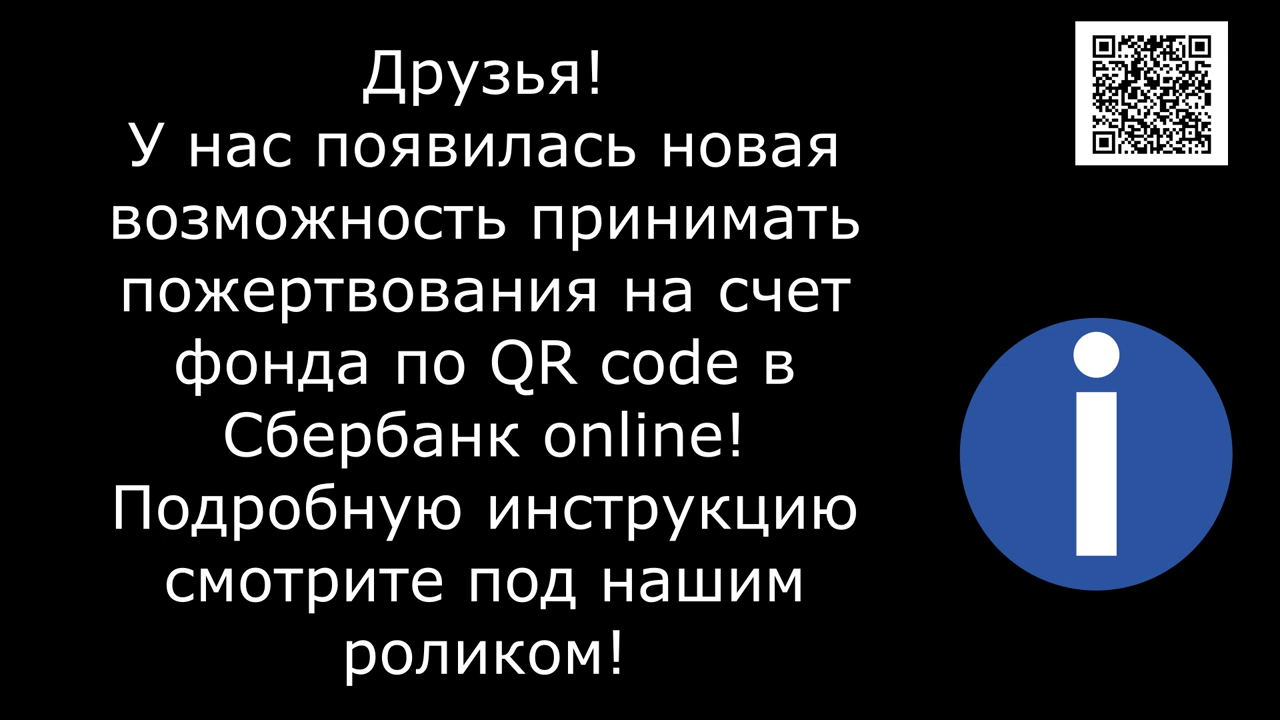 Друзья!
У нас появилась новая
возможность принимать
пожертвования на счет
фонда по QR code в
Сбербанк online!
Подробную инструкцию
смотрите под нашим
роликом!
i